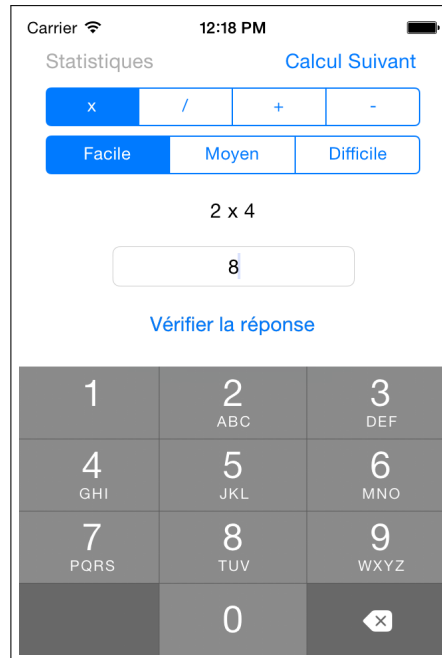 Carrier 12:18 PM
Statistiques Calcul Suivant
x / + -
Facile Moyen Difficile
2 x 4
8
Vérifier la réponse
1 2 3
ABC DEF
4 5 6
GHI JKL MNO
7 8 9
PQRS TUV WXYZ
0